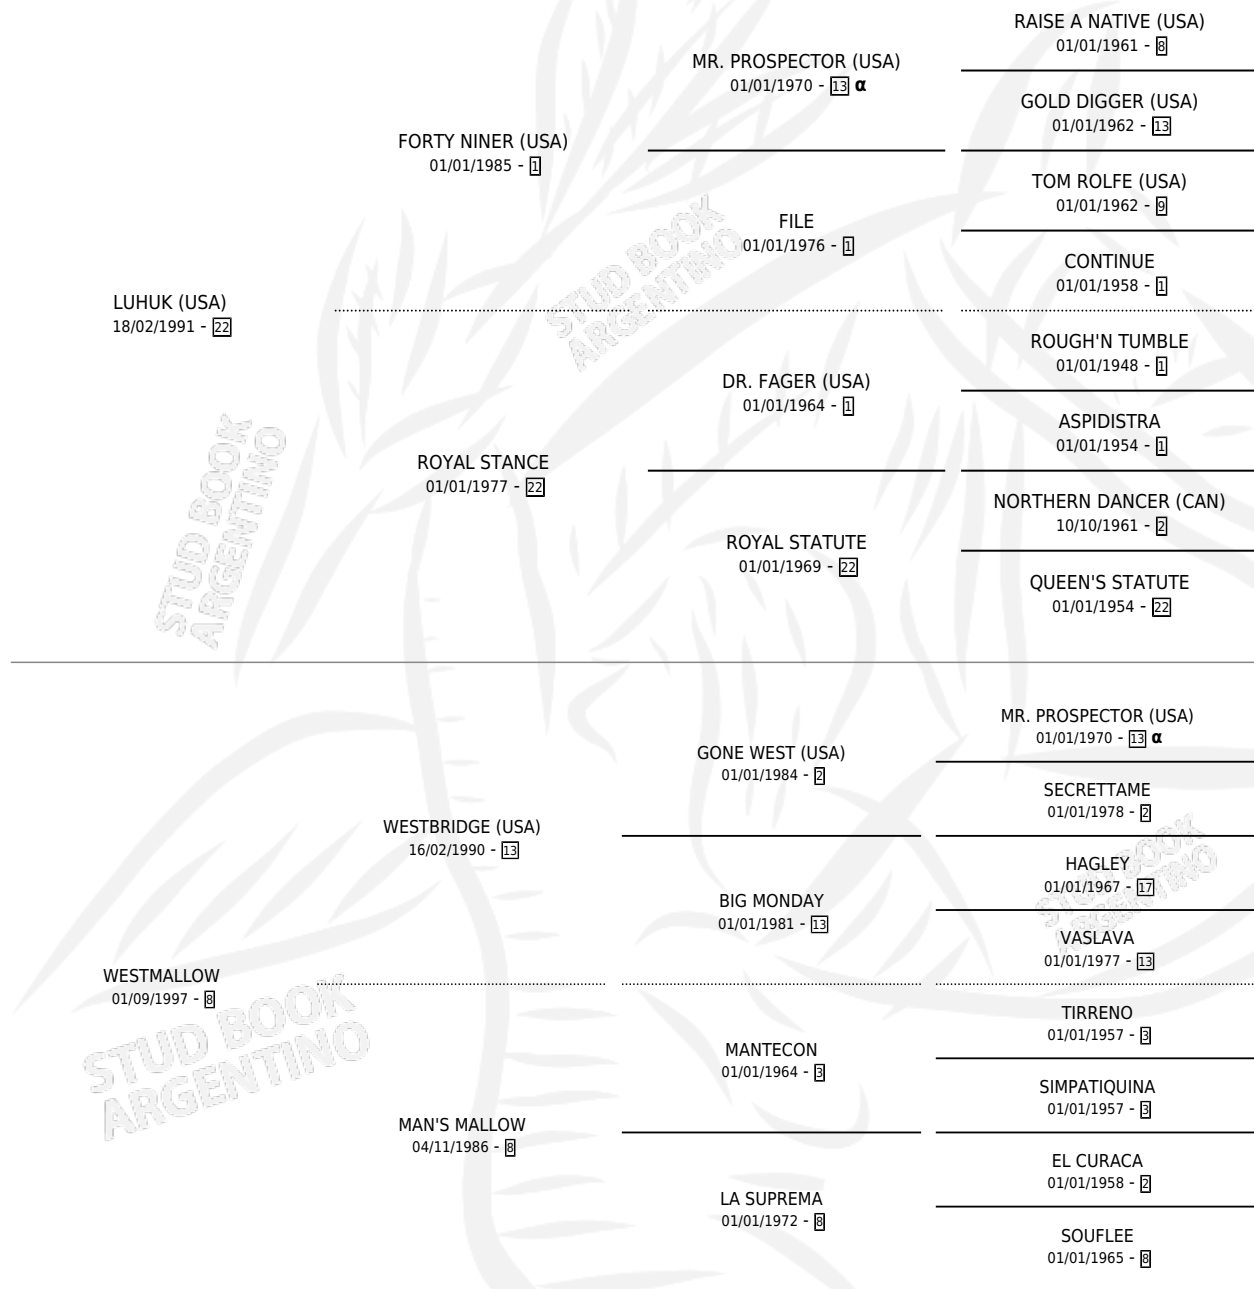 RAISE A NATIVE (USA)
01/01/1961 - 8
MR. PROSPECTOR (USA)
01/01/1970 - 13 α
GOLD DIGGER (USA)
01/01/1962 - 13
FORTY NINER (USA)
01/01/1985 - 1
TOM ROLFE (USA)
01/01/1962 - 9
FILE
01/01/1976 - 1
CONTINUE
01/01/1958 - 1
LUHUK (USA)
18/02/1991 - 22
STUD BOOK
ARGENTINO
ROUGH'N TUMBLE
01/01/1948 - 1
DR. FAGER (USA)
01/01/1964 - 1
ASPIDISTRA
01/01/1954 - 1
ROYAL STANCE
01/01/1977 - 22
NORTHERN DANCER (CAN)
10/10/1961 - 2
ROYAL STATUTE
01/01/1969 - 22
QUEEN'S STATUTE
01/01/1954 - 22
STUD BOOK
ARGENTINO
MR. PROSPECTOR (USA)
01/01/1970 - 13 α
GONE WEST (USA)
01/01/1984 - 2
SECRETTAME
01/01/1978 - 2
WESTBRIDGE (USA)
16/02/1990 - 13
HAGLEY
01/01/1967 - 17
BIG MONDAY
01/01/1981 - 13
VASLAVA
01/01/1977 - 13
STUD BOOK
ARGENTINO
WESTMALLOW
01/09/1997 - 8
TIRRENO
01/01/1957 - 3
MANTECON
01/01/1964 - 3
SIMPATIQUINA
01/01/1957 - 3
STUD BOOK
ARGENTINO
MAN'S MALLOW
04/11/1986 - 8
EL CURACA
01/01/1958 - 2
LA SUPREMA
01/01/1972 - 8
SOUFLEE
01/01/1965 - 8